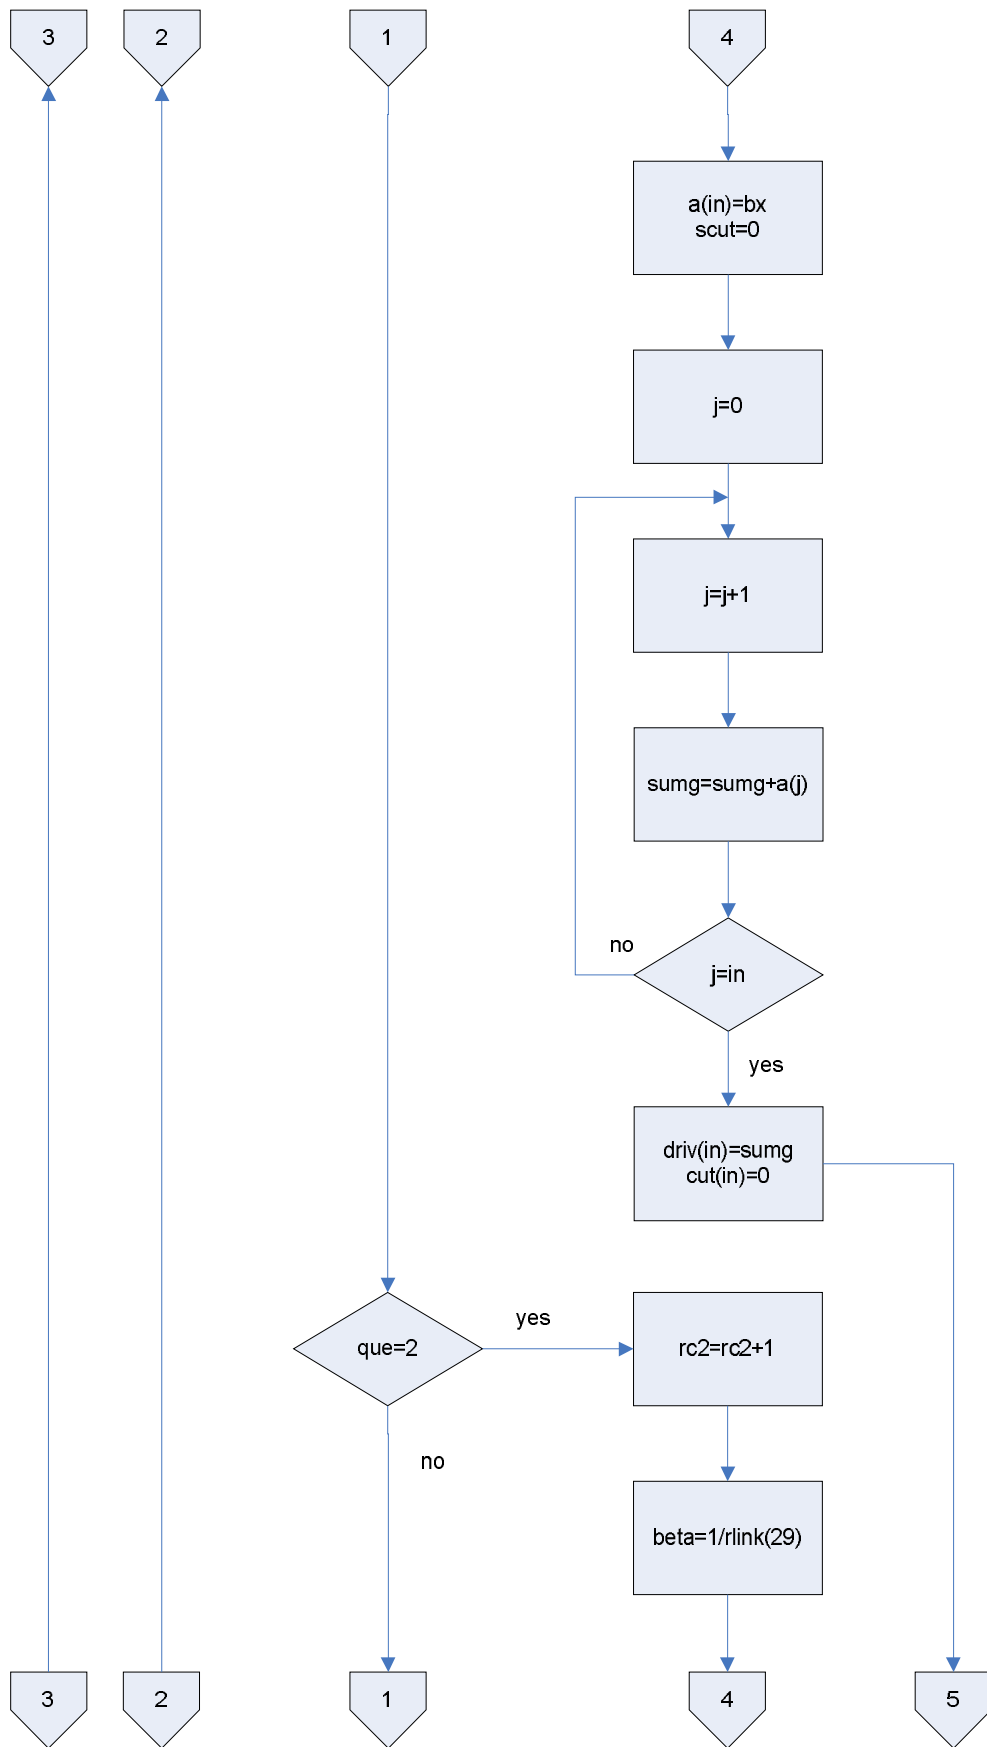 3
2
1
4
a(in)=bx
scut=0
j=0
j=j+1
sumg=sumg+a(j)
no
j=in
yes
driv(in)=sumg
cut(in)=0
que=2
yes
rc2=rc2+1
no
beta=1/rlink(29)
3
2
1
4
5